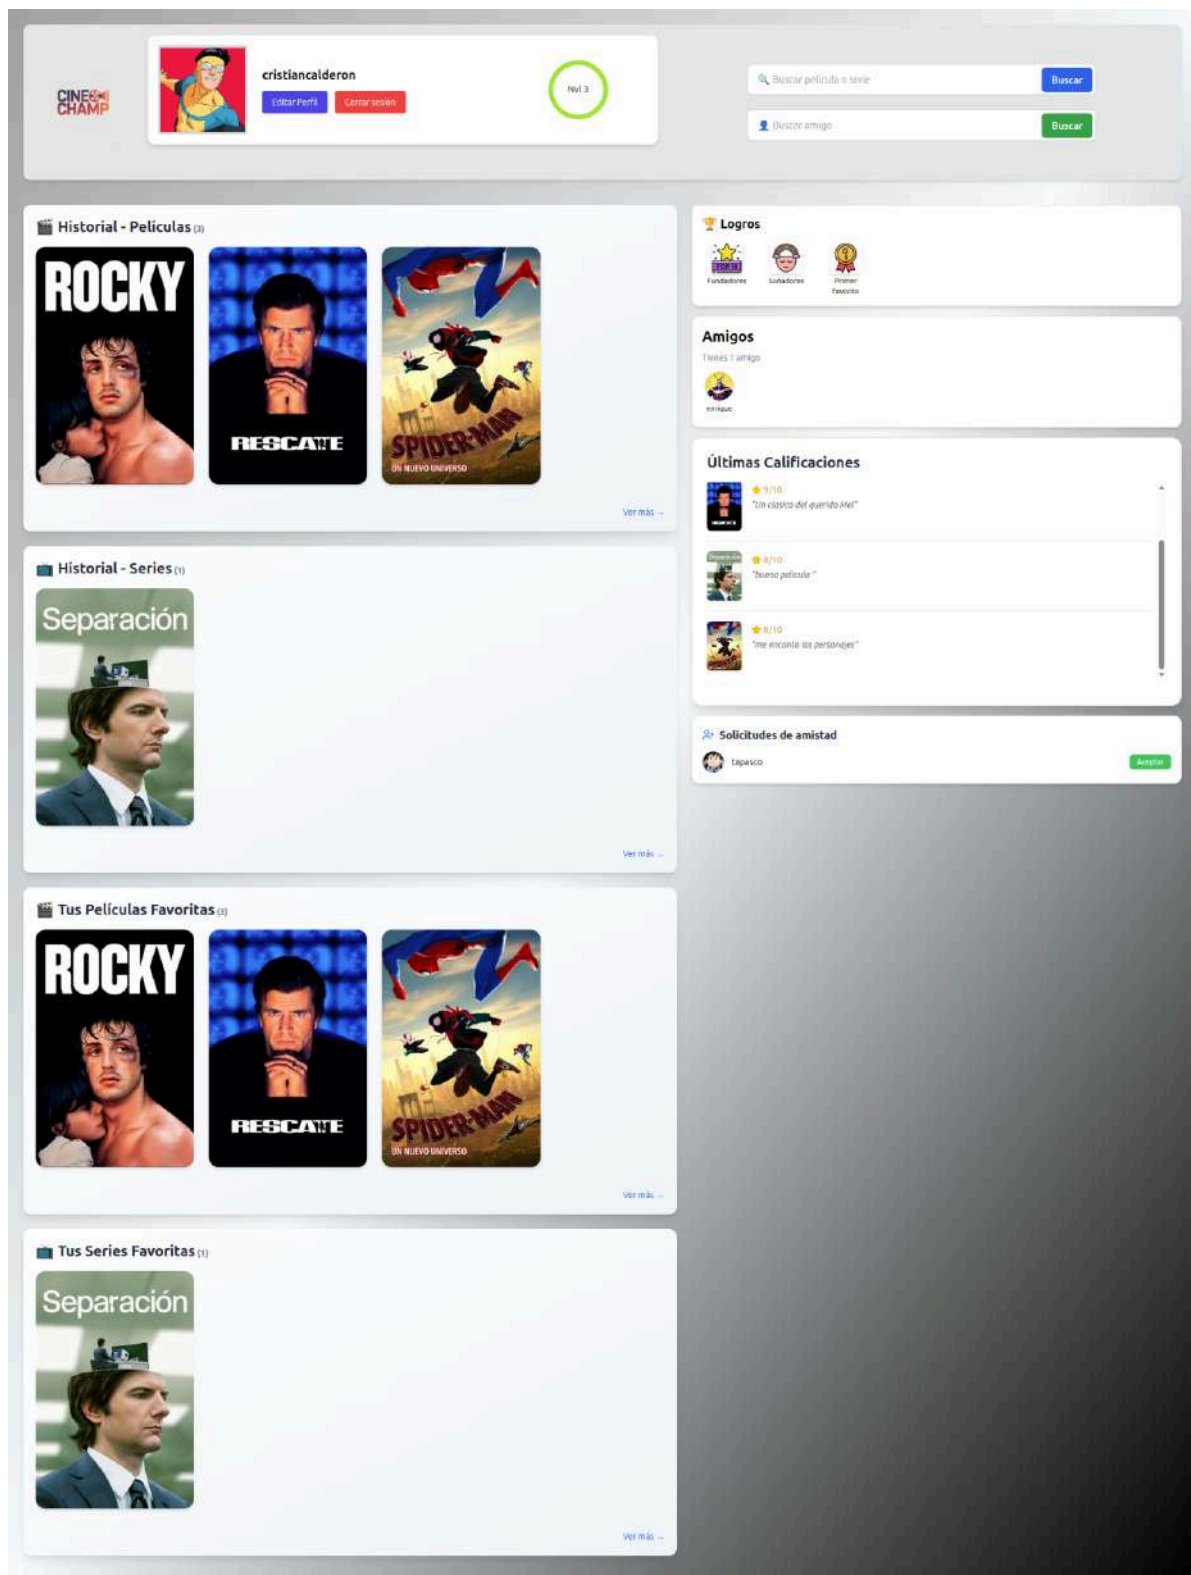 CINE
CHAMP
cristiancalderon
Editar Perfil
Cerrar sesión
Nvl 3
Buscar película o serie
Buscar
Buscar amigo
Buscar
Historial - Películas (3)
ROCKY
RESCATE
SPIDER-MAN
UN NUEVO UNIVERSO
Ver más →
Historial - Series (1)
Separación
Ver más →
Tus Películas Favoritas (3)
ROCKY
RESCATE
SPIDER-MAN
UN NUEVO UNIVERSO
Ver más →
Tus Series Favoritas (1)
Separación
Ver más →
Logros
Fundadores
Soñadores
Primer
Favorito
Amigos
Tienes 1 amigo
enrique
Últimas Calificaciones
9/10
"Un clasico del querido Mel"
RESCATE
Separación
8/10
"buena pelicula "
8/10
"me encanto los personajes"
Solicitudes de amistad
tapasco
Aceptar